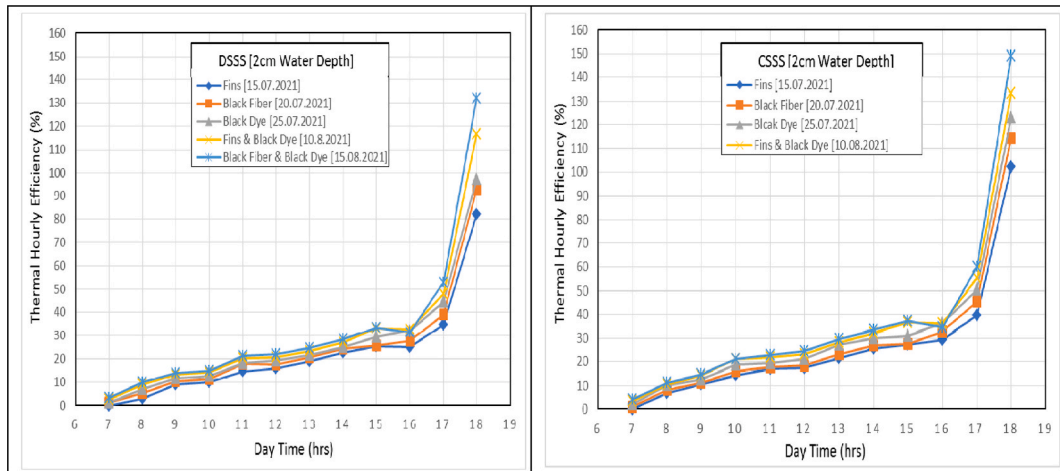 DSSS [2cm Water Depth]
Fins [15.07.2021]
Black Fiber [20.07.2021]
Black Dye [25.07.2021]
Fins & Black Dye [10.8.2021]
Black Fiber & Black Dye [15.08.2021]
Thermal Hourly Efficiency (%)
160
150
140
130
120
110
100
90
80
70
60
50
40
30
20
10
0
6 7 8 9 10 11 12 13 14 15 16 17 18 19
Day Time (hrs)
CSSS [2cm Water Depth]
Fins [15.07.2021]
Black Fiber [20.07.2021]
Blcak Dye [25.07.2021]
Fins & Black Dye [10.08.2021]
Thermal Hourly Efficiency (%)
160
150
140
130
120
110
100
90
80
70
60
50
40
30
20
10
0
6 7 8 9 10 11 12 13 14 15 16 17 18 19
Day Time (hrs)